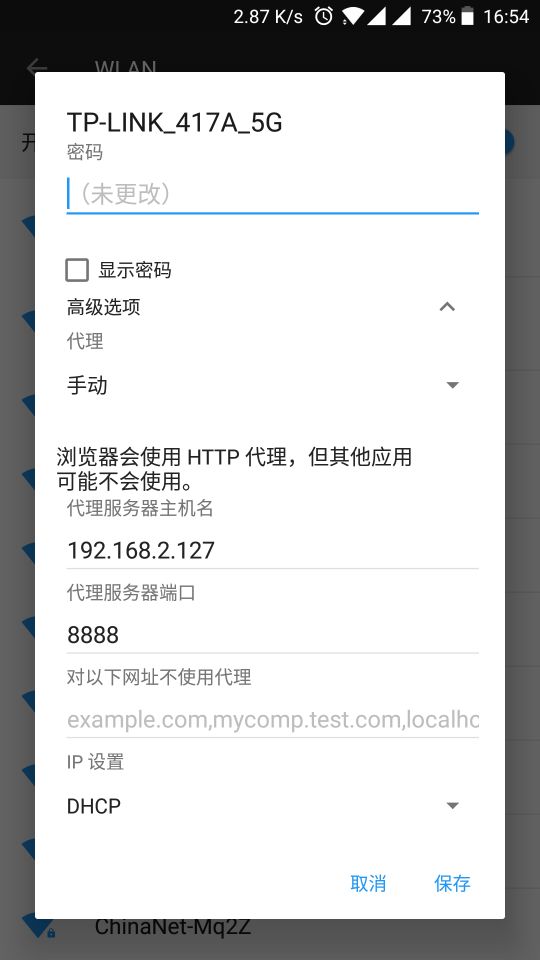 2.87 K/s 73% 16:54
WLAN
开
TP-LINK_417A_5G
密码
（未更改）
显示密码
高级选项
代理
手动
浏览器会使用 HTTP 代理，但其他应用
可能不会使用。
代理服务器主机名
192.168.2.127
代理服务器端口
8888
对以下网址不使用代理
example.com,mycomp.test.com,localhc
IP 设置
DHCP
取消 保存
ChinaNet-Mq2Z